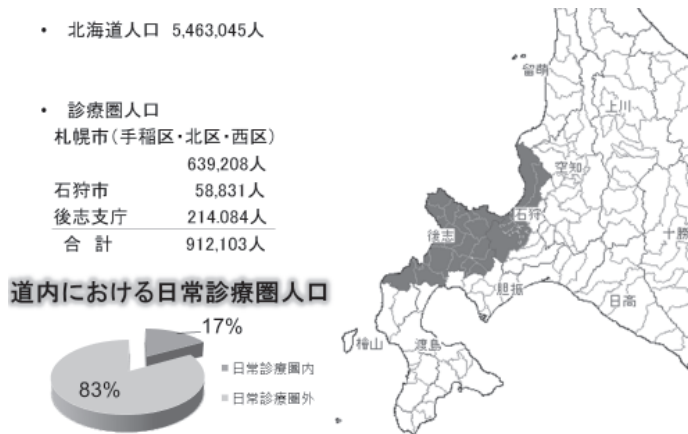 • 北海道人口 5,463,045人
• 診療圏人口
札幌市(手稲区・北区・西区)
639,208人
石狩市 58,831人
後志支庁 214.084人
合 計 912,103人
道内における日常診療圏人口
17%
83%
■日常診療圏内
■日常診療圏外
留萌
上川
空知
石狩
後志
十勝
胆振
日高
檜山
渡島